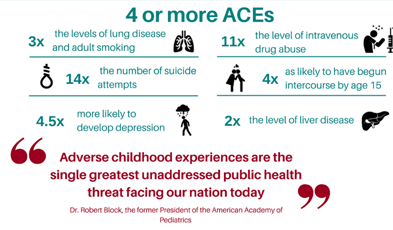 4 or more ACEs
3x
the levels of lung disease
and adult smoking
11x
the level of intravenous
drug abuse
14x
the number of suicide
attempts
4x
as likely to have begun
intercourse by age 15
4.5x
more likely to
develop depression
2x
the level of liver disease
“
Adverse childhood experiences are the
single greatest unaddressed public health
threat facing our nation today
”
Dr. Robert Block, the former President of the American Academy of
Pediatrics